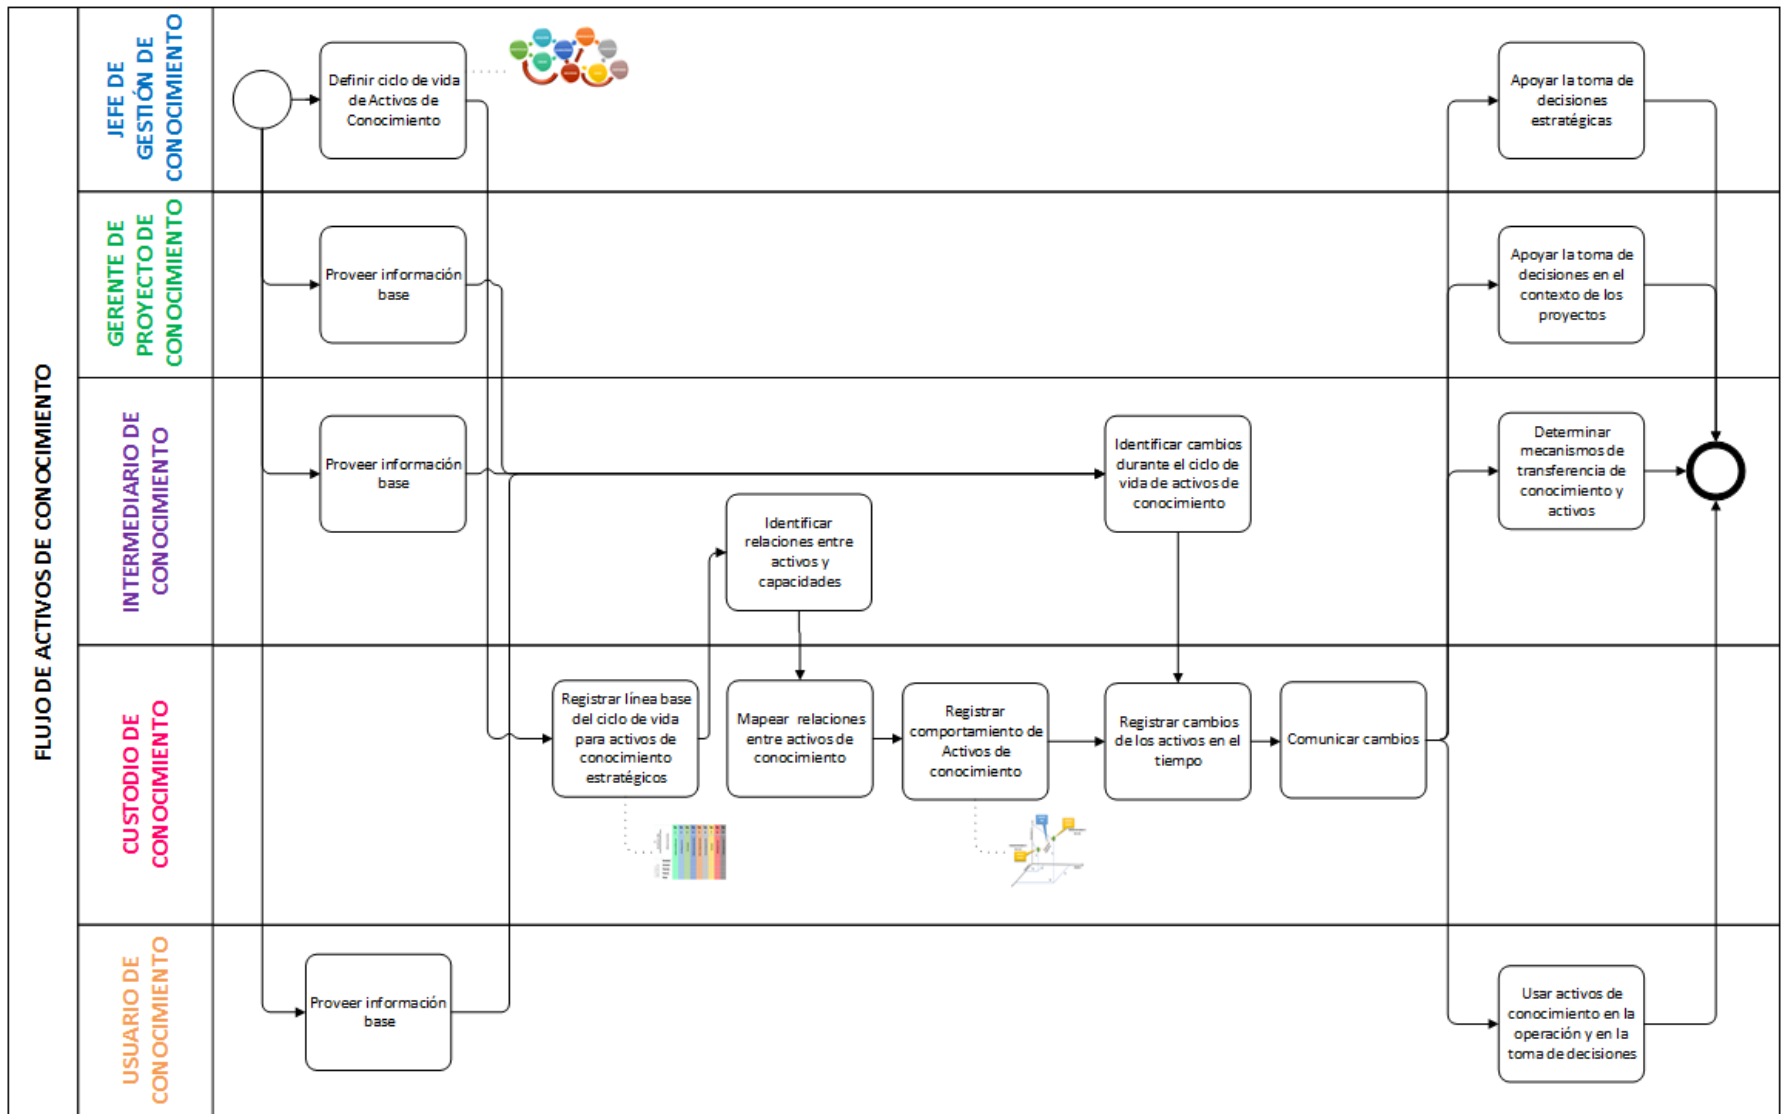 FLUJO DE ACTIVOS DE CONOCIMIENTO
JEFE DE
GESTIÓN DE
CONOCIMIENTO
Definir ciclo de vida
de Activos de
Conocimiento
Apoyar la toma de
decisiones
estratégicas
GERENTE DE
PROYECTO DE
CONOCIMIENTO
Proveer información
base
Apoyar la toma de
decisiones en el
contexto de los
proyectos
INTERMEDIARIO DE
CONOCIMIENTO
Proveer información
base
Identificar
relaciones entre
activos y
capacidades
Identificar cambios
durante el ciclo de
vida de activos de
conocimiento
Determinar
mecanismos de
transferencia de
conocimiento y
activos
CUSTODIO DE
CONOCIMIENTO
Registrar línea base
del ciclo de vida
para activos de
conocimiento
estratégicos
Mapear relaciones
entre activos de
conocimiento
Registrar
comportamiento de
Activos de
conocimiento
Registrar cambios
de los activos en el
tiempo
Comunicar cambios
USUARIO DE
CONOCIMIENTO
Proveer información
base
Usar activos de
conocimiento en la
operación y en la
toma de decisiones